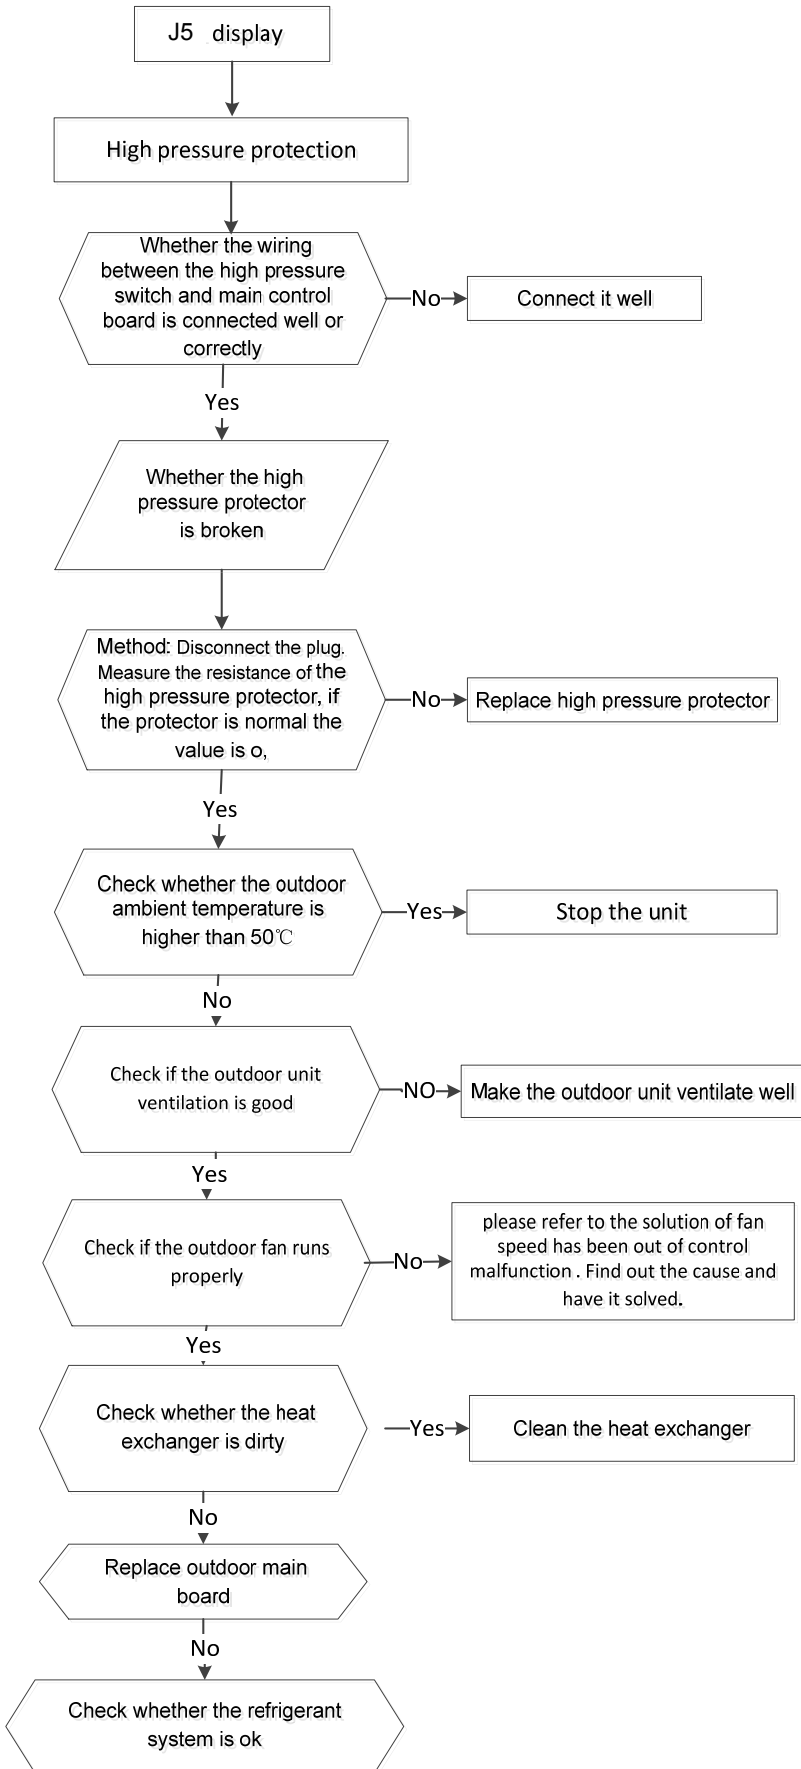 J5 display
High pressure protection
Whether the wiring
between the high pressure
switch and main control
board is connected well or
correctly
No
Connect it well
Yes
Whether the high
pressure protector
is broken
Method: Disconnect the plug.
Measure the resistance of the
high pressure protector, if
the protector is normal the
value is o,
No
Replace high pressure protector
Yes
Check whether the outdoor
ambient temperature is
higher than 50℃
Yes
Stop the unit
No
Check if the outdoor unit
ventilation is good
NO
Make the outdoor unit ventilate well
Yes
Check if the outdoor fan runs
properly
No
please refer to the solution of fan
speed has been out of control
malfunction . Find out the cause and
have it solved.
Yes
Check whether the heat
exchanger is dirty
Yes
Clean the heat exchanger
No
Replace outdoor main
board
No
Check whether the refrigerant
system is ok